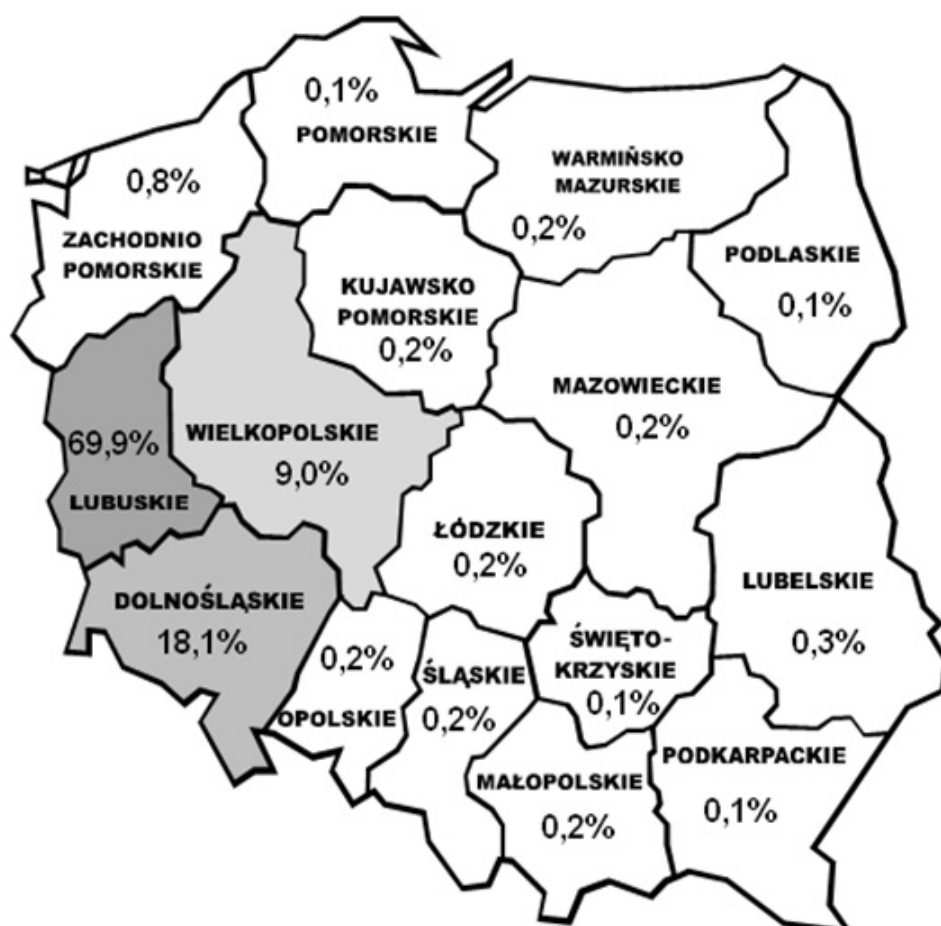 0,1%
POMORSKIE
0,8%
ZACHODNIO
POMORSKIE
WARMIŃSKO
MAZURSKIE
0,2%
PODLASKIE
0,1%
KUJAWSKO
POMORSKIE
0,2%
MAZOWIECKIE
0,2%
69,9%
LUBUSKIE
WIELKOPOLSKIE
9,0%
ŁÓDZKIE
0,2%
LUBELSKIE
0,3%
DOLNOŚLĄSKIE
18,1%
0,2%
OPOLSKIE
ŚLĄSKIE
0,2%
ŚWIĘTO-
KRZYSKIE
0,1%
MAŁOPOLSKIE
0,2%
PODKARPACKIE
0,1%